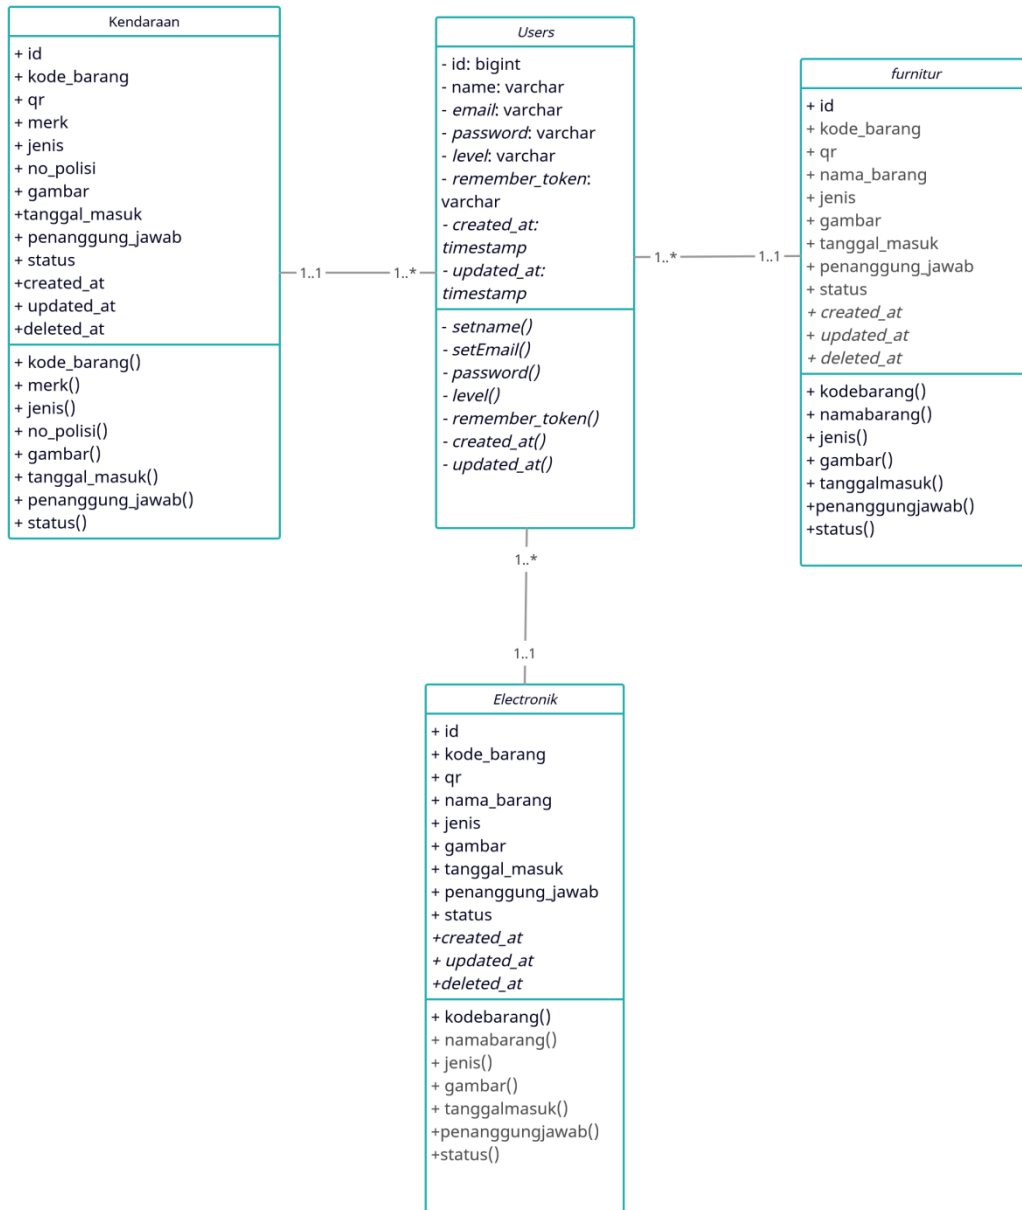 Kendaraan
+ id
+ kode_barang
+ qr
+ merk
+ jenis
+ no_polisi
+ gambar
+tanggal_masuk
+ penanggung_jawab
+ status
+created_at
+ updated_at
+deleted_at
+ kode_barang()
+ merk()
+ jenis()
+ no_polisi()
+ gambar()
+ tanggal_masuk()
+ penanggung_jawab()
+ status()
1..1
1..*
Users
- id: bigint
- name: varchar
- email: varchar
- password: varchar
- level: varchar
- remember_token:
varchar
- created_at:
timestamp
- updated_at:
timestamp
- setname()
- setEmail()
- password()
- level()
- remember_token()
- created_at()
- updated_at()
1..*
1..1
furnitur
+ id
+ kode_barang
+ qr
+ nama_barang
+ jenis
+ gambar
+ tanggal_masuk
+ penanggung_jawab
+ status
+ created_at
+ updated_at
+ deleted_at
+ kodebarang()
+ namabarang()
+ jenis()
+ gambar()
+ tanggalmasuk()
+penanggungjawab()
+status()
1..*
1..1
Electronik
+ id
+ kode_barang
+ qr
+ nama_barang
+ jenis
+ gambar
+ tanggal_masuk
+ penanggung_jawab
+ status
+created_at
+ updated_at
+deleted_at
+ kodebarang()
+ namabarang()
+ jenis()
+ gambar()
+ tanggalmasuk()
+penanggungjawab()
+status()